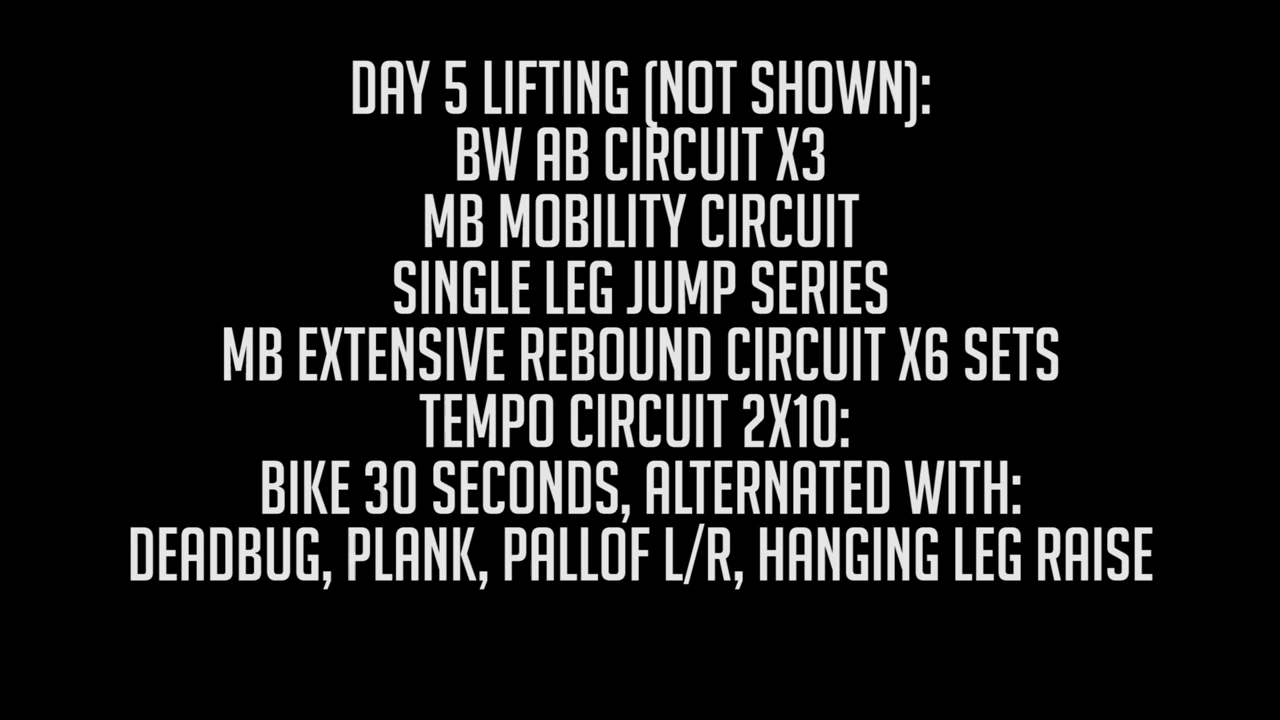 DAY 5 LIFTING (NOT SHOWN):
BW AB CIRCUIT X3
MB MOBILITY CIRCUIT
SINGLE LEG JUMP SERIES
MB EXTENSIVE REBOUND CIRCUIT X6 SETS
TEMPO CIRCUIT 2X10:
BIKE 30 SECONDS, ALTERNATED WITH:
DEADBUG, PLANK, PALLOF L/R, HANGING LEG RAISE